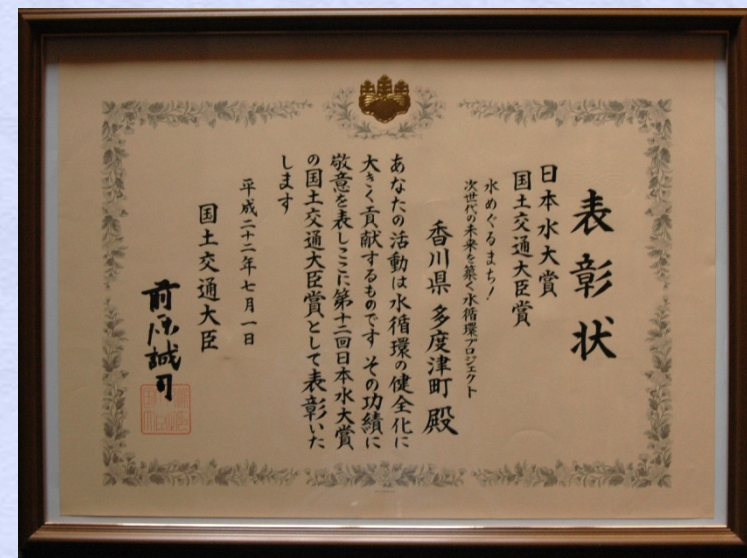 表彰状
日本水大賞
国土交通大臣賞
水めぐるまち！
次世代の未来を築く水循環プロジェクト
香川県 多度津町 殿
あなたの活動は水循環の健全化に
大きく貢献するものです その功績に
敬意を表しここに第十二回日本水大賞
の国土交通大臣賞として表彰いた
します
平成二十二年七月一日
国土交通大臣
前原誠司